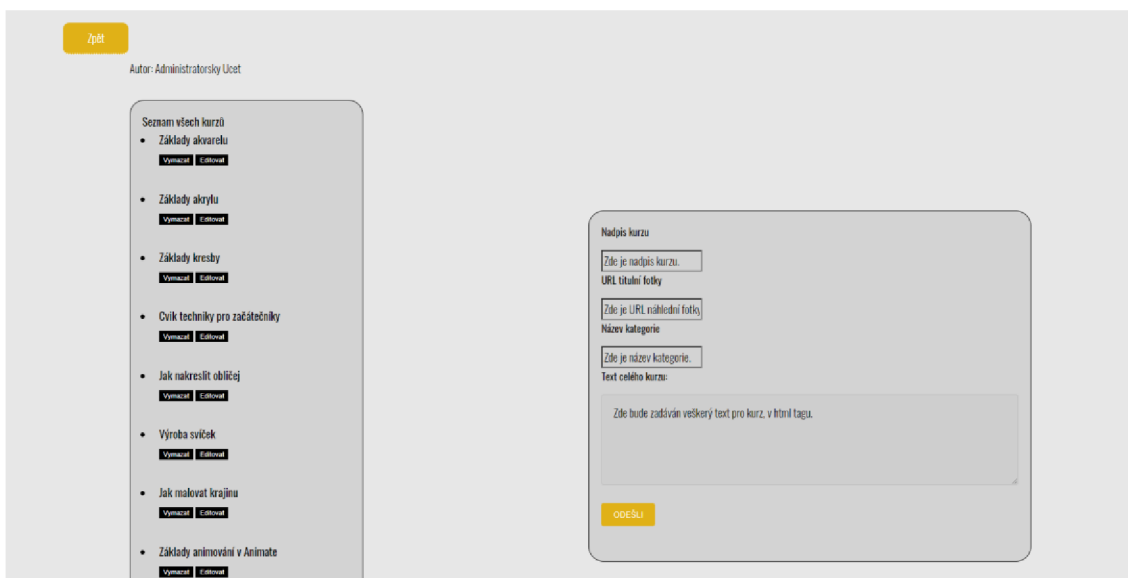 Zpět
Autor: Administratorsky Ucet
Seznam všech kurzů
Základy akvarelu
Vymazat Editovat
Základy akrylu
Vymazat Editovat
Základy kresby
Vymazat Editovat
Cvik techniky pro začátečníky
Vymazat Editovat
Jak nakreslit obličej
Vymazat Editovat
Výroba svíček
Vymazat Editovat
Jak malovat krajinu
Vymazat Editovat
Základy animování v Animate
Vymazat Editovat
Nadpis kurzu
Zde je nadpis kurzu.
URL titulní fotky
Zde je URL náhlední fotky
Název kategorie
Zde je název kategorie.
Text celého kurzu:
Zde bude zadáván veškerý text pro kurz, v html tagu.
ODEŠLI